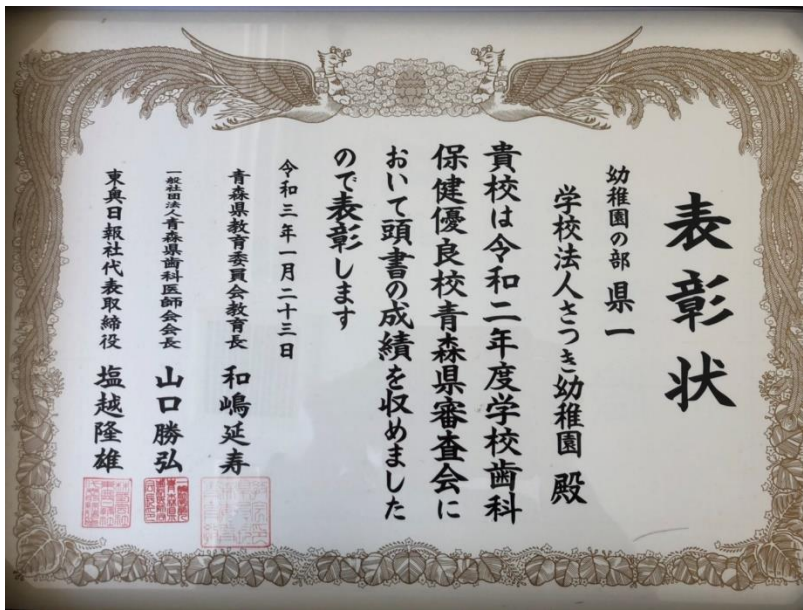 表彰状
幼稚園の部 県一
学校法人さつき幼稚園 殿
貴校は令和二年度学校歯科
保健優良校青森県審査会に
おいて頭書の成績を収めました
ので表彰します
令和三年一月二十三日
青森県教育委員会教育長 和嶋延寿
一般社団法人青森県歯科医師会会長 山口勝弘
東奥日報社代表取締役 塩越隆雄